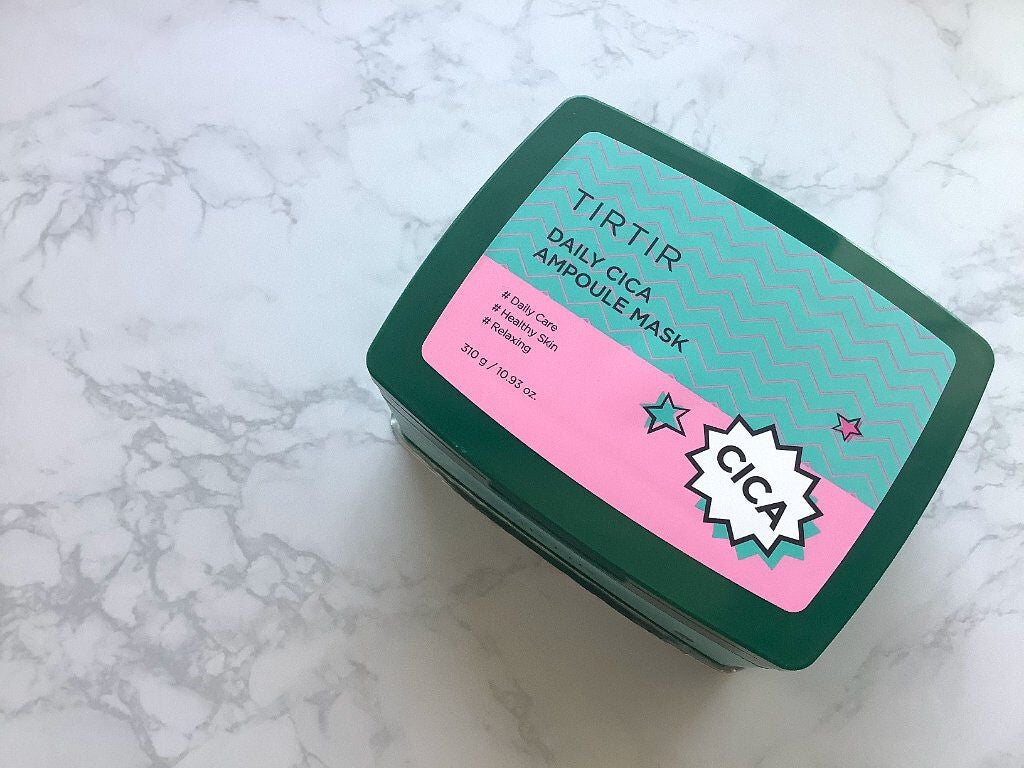 TIRTIR
DAILY CICA
AMPOULE MASK
# Daily Care
# Healthy Skin
# Relaxing
310 g / 10.93 oz.
CICA